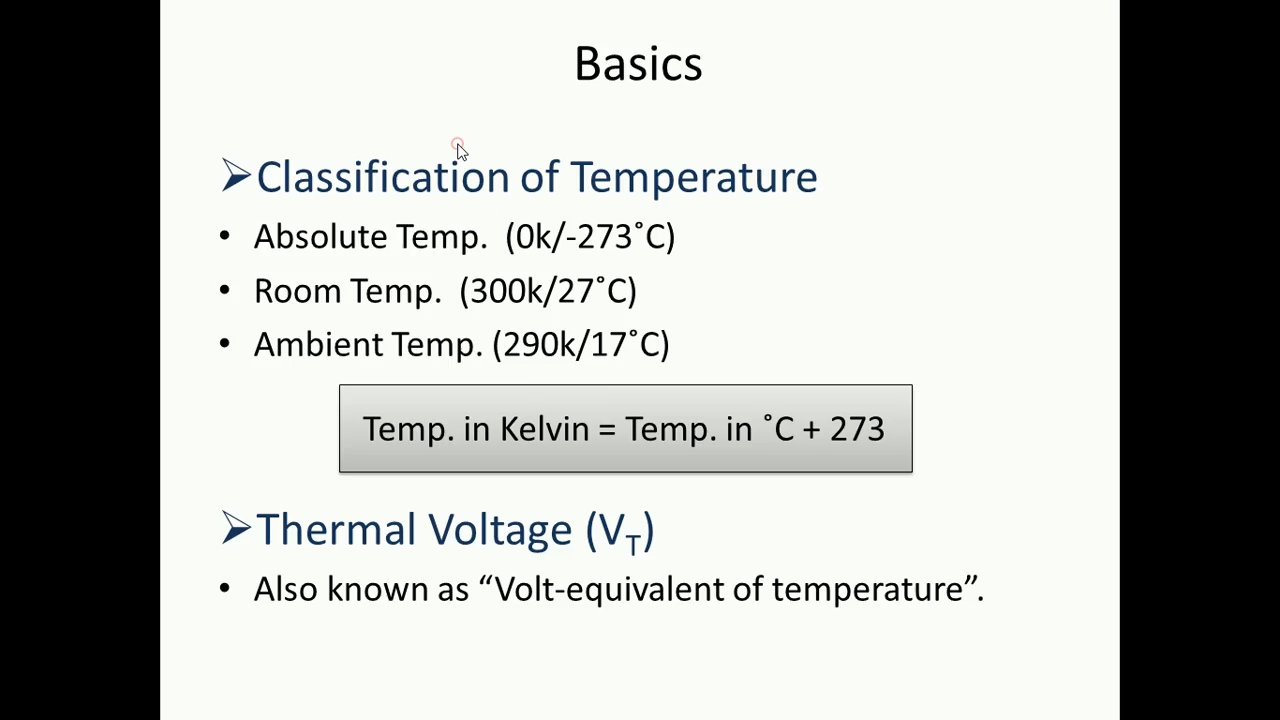 Basics
➢Classification of Temperature
• Absolute Temp. (0k/-273˚C)
• Room Temp. (300k/27˚C)
• Ambient Temp. (290k/17˚C)
Temp. in Kelvin = Temp. in ˚C + 273
➢Thermal Voltage (V_T)
• Also known as “Volt-equivalent of temperature”.